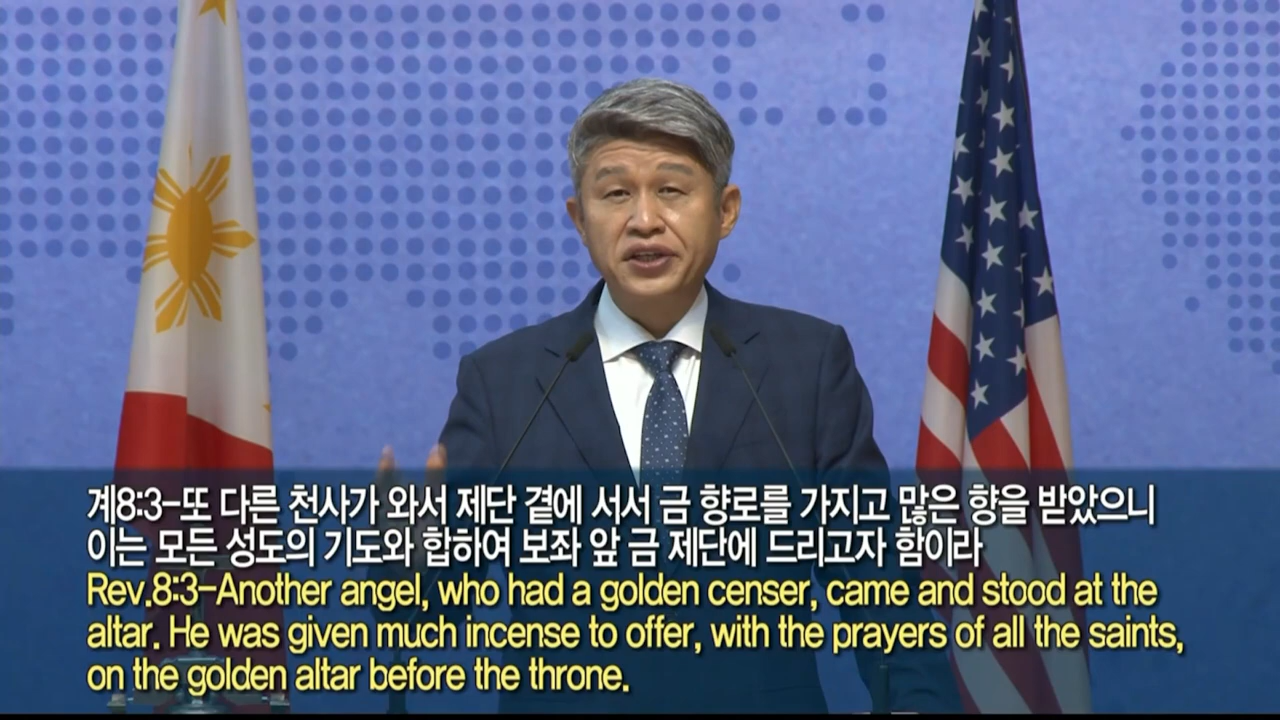 계8:3-또 다른 천사가 와서 제단 곁에 서서 금 향로를 가지고 많은 향을 받았으니
이는 모든 성도의 기도와 합하여 보좌 앞 금 제단에 드리고자 함이라
Rev.8:3-Another angel, who had a golden censer, came and stood at the
altar. He was given much incense to offer, with the prayers of all the saints,
on the golden altar before the throne.